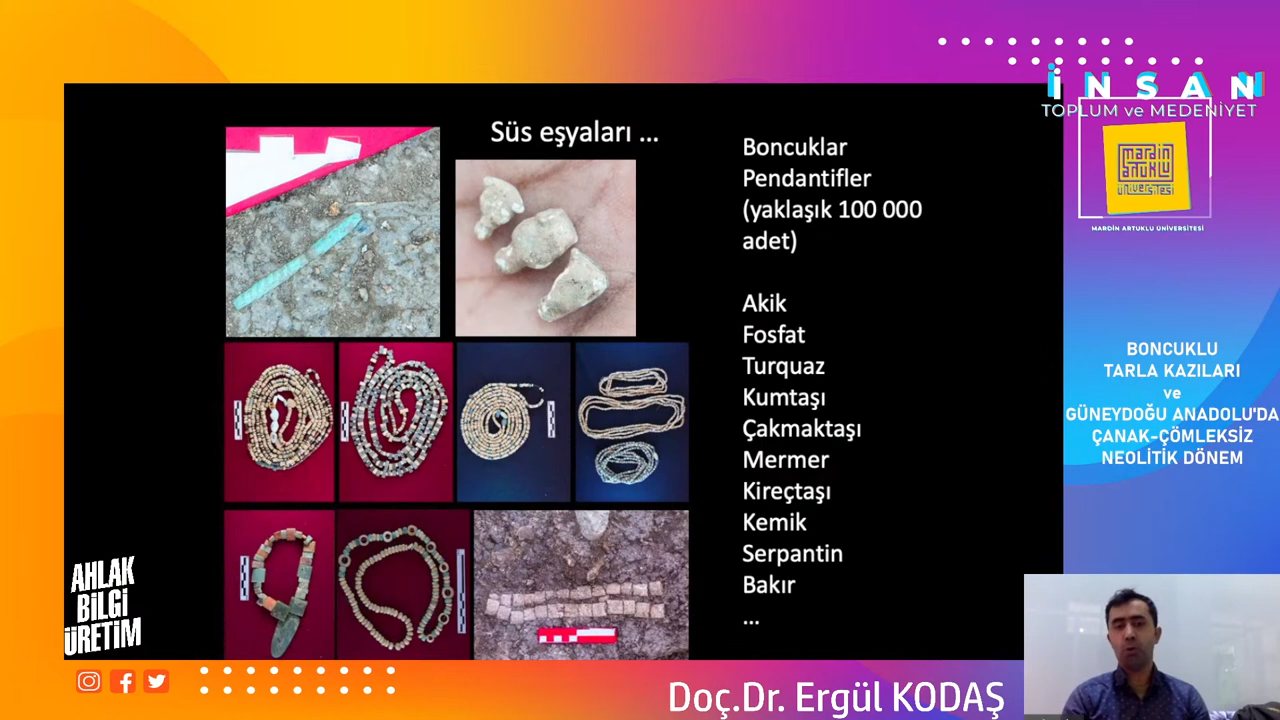 İNSAN
TOPLUM ve MEDENİYET
mardin
artuklu
üniversitesi
MARDIN ARTUKLU ÜNİVERSİTESİ
Süs eşyaları ...
Boncuklar
Pendantifler
(yaklaşık 100 000
adet)
Akik
Fosfat
Turquaz
Kumtaşı
Çakmaktaşı
Mermer
Kireçtaşı
Kemik
Serpantin
Bakır
...
BONCUKLU
TARLA KAZILARI
ve
GÜNEYDOĞU ANADOLU'DA
ÇANAK-ÇÖMLEKSİZ
NEOLİTİK DÖNEM
AHLAK
BİLGİ
ÜRETİM
Doç.Dr. Ergül KODAŞ